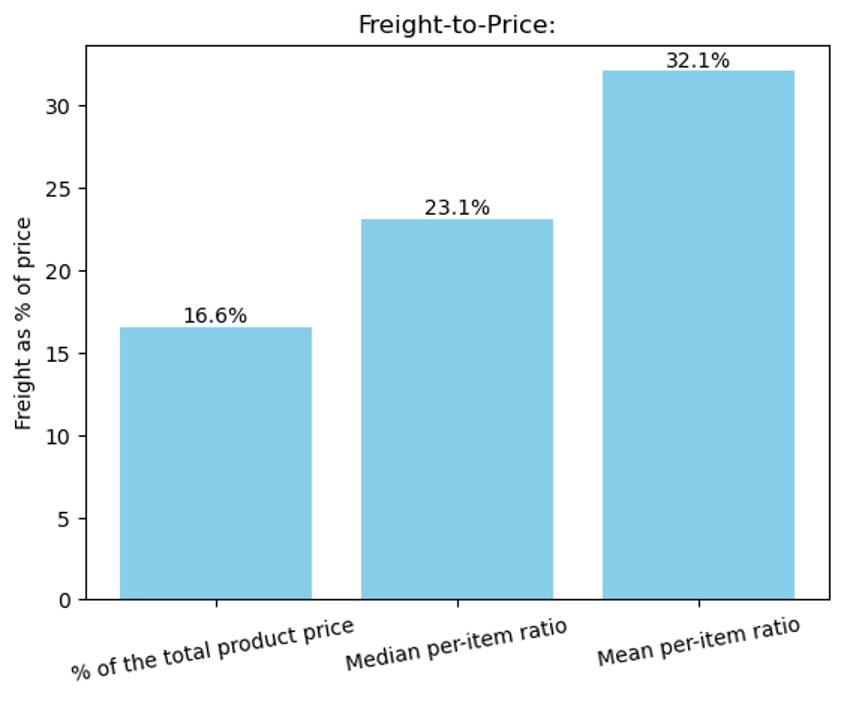 Freight-to-Price:
Freight as % of price
30
25
20
15
10
5
0
16.6%
23.1%
32.1%
% of the total product price
Median per-item ratio
Mean per-item ratio